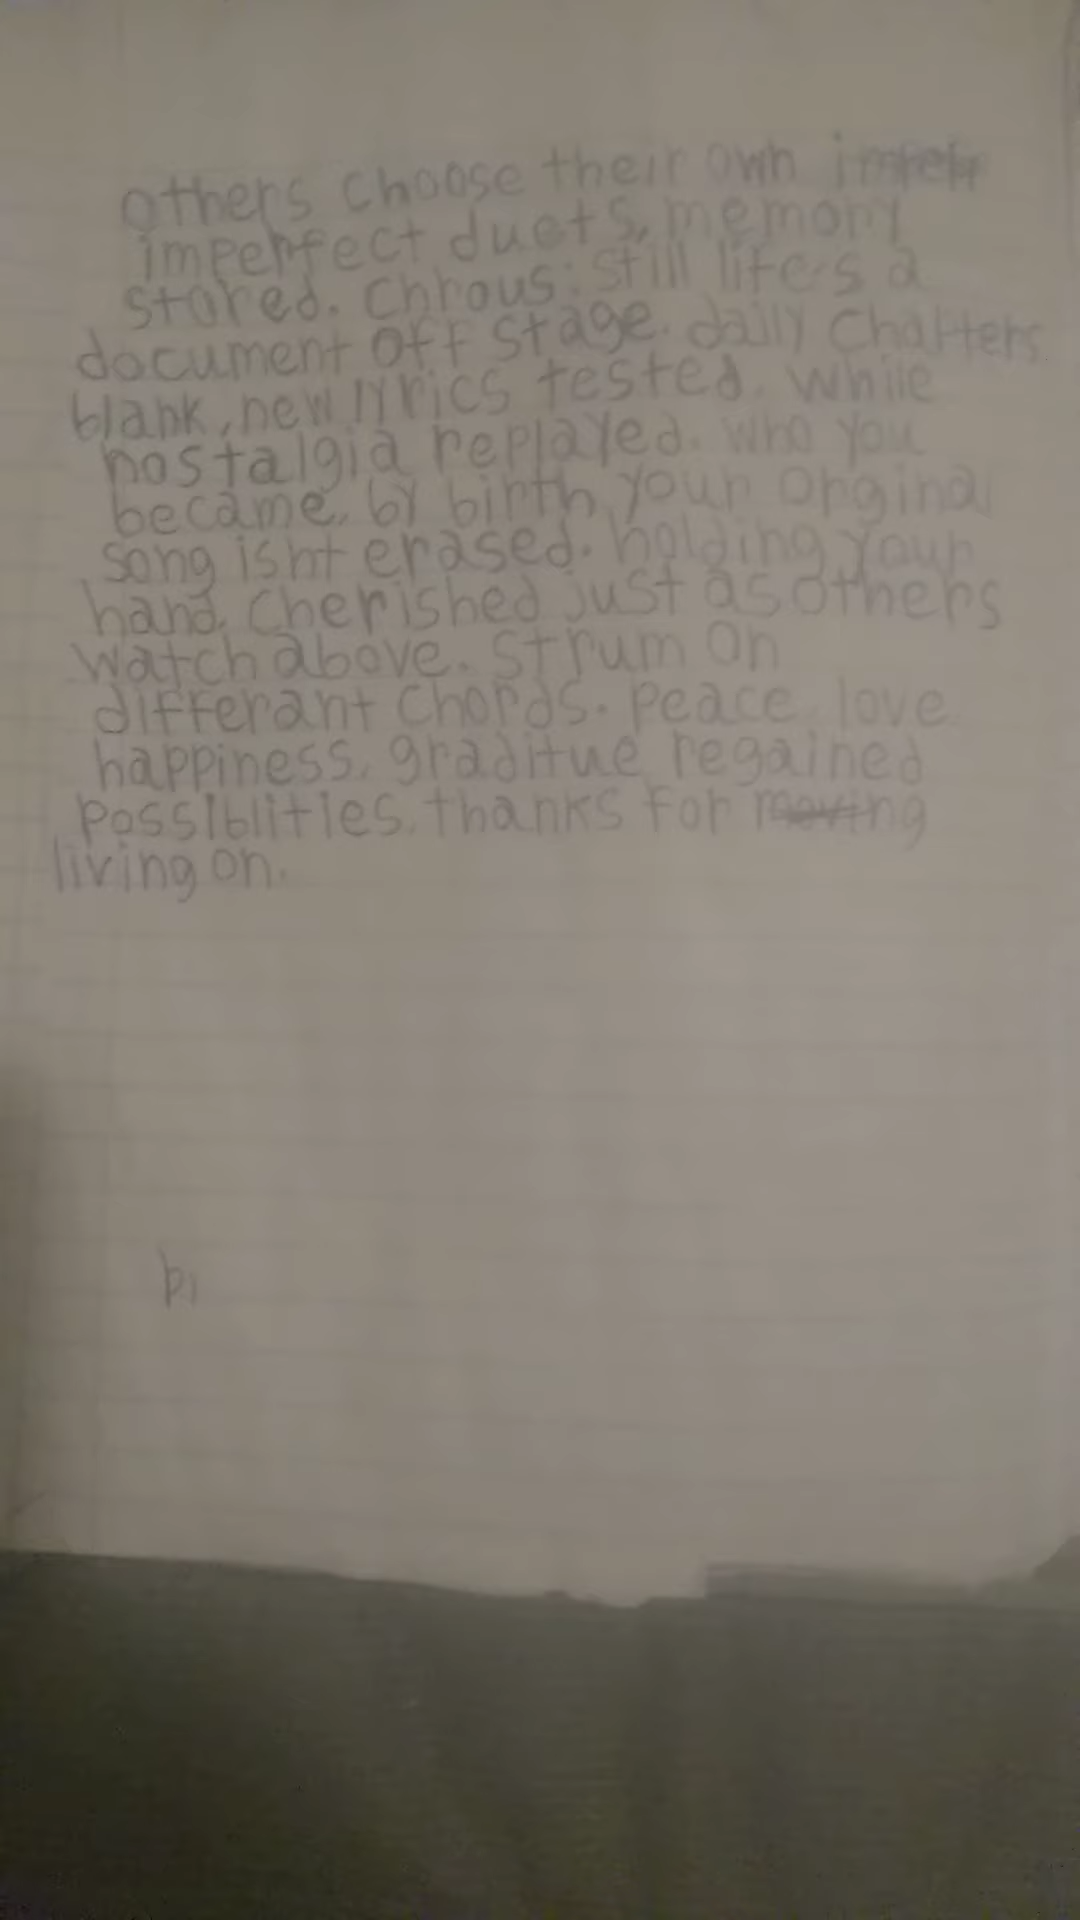 others choose their own
imperfect duets, memory
stored. Chrous: still life's a
document off stage. daily Chatters
blank, new lyrics tested. While
nostalgia replayed. Who you
became, by birth your orginal
song isnt erased. holding your
hand. Cherished just as others
watch above. Strum On
differant Chords. peace, love
happiness, graditue regained
possiblities. thanks for
living on.